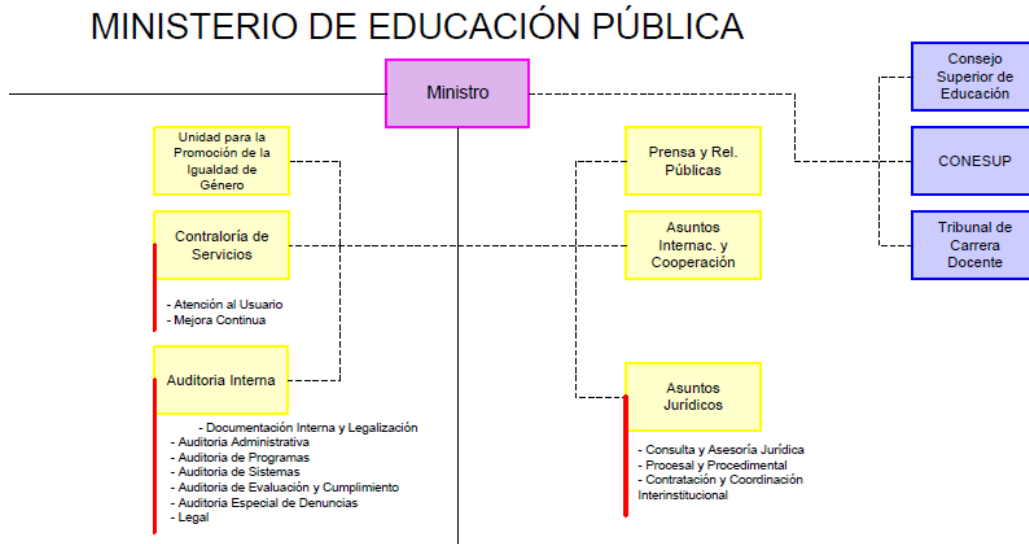 MINISTERIO DE EDUCACIÓN PÚBLICA
Ministro
Consejo
Superior de
Educación
CONESUP
Tribunal de
Carrera
Docente
Unidad para la
Promoción de la
Igualdad de
Género
Prensa y Rel.
Públicas
Contraloría de
Servicios
- Atención al Usuario
- Mejora Continua
Asuntos
Internac. y
Cooperación
Auditoria Interna
- Documentación Interna y Legalización
- Auditoria Administrativa
- Auditoria de Programas
- Auditoria de Sistemas
- Auditoria de Evaluación y Cumplimiento
- Auditoria Especial de Denuncias
- Legal
Asuntos
Jurídicos
- Consulta y Asesoría Jurídica
- Procesal y Procedimental
- Contratación y Coordinación
Interinstitucional